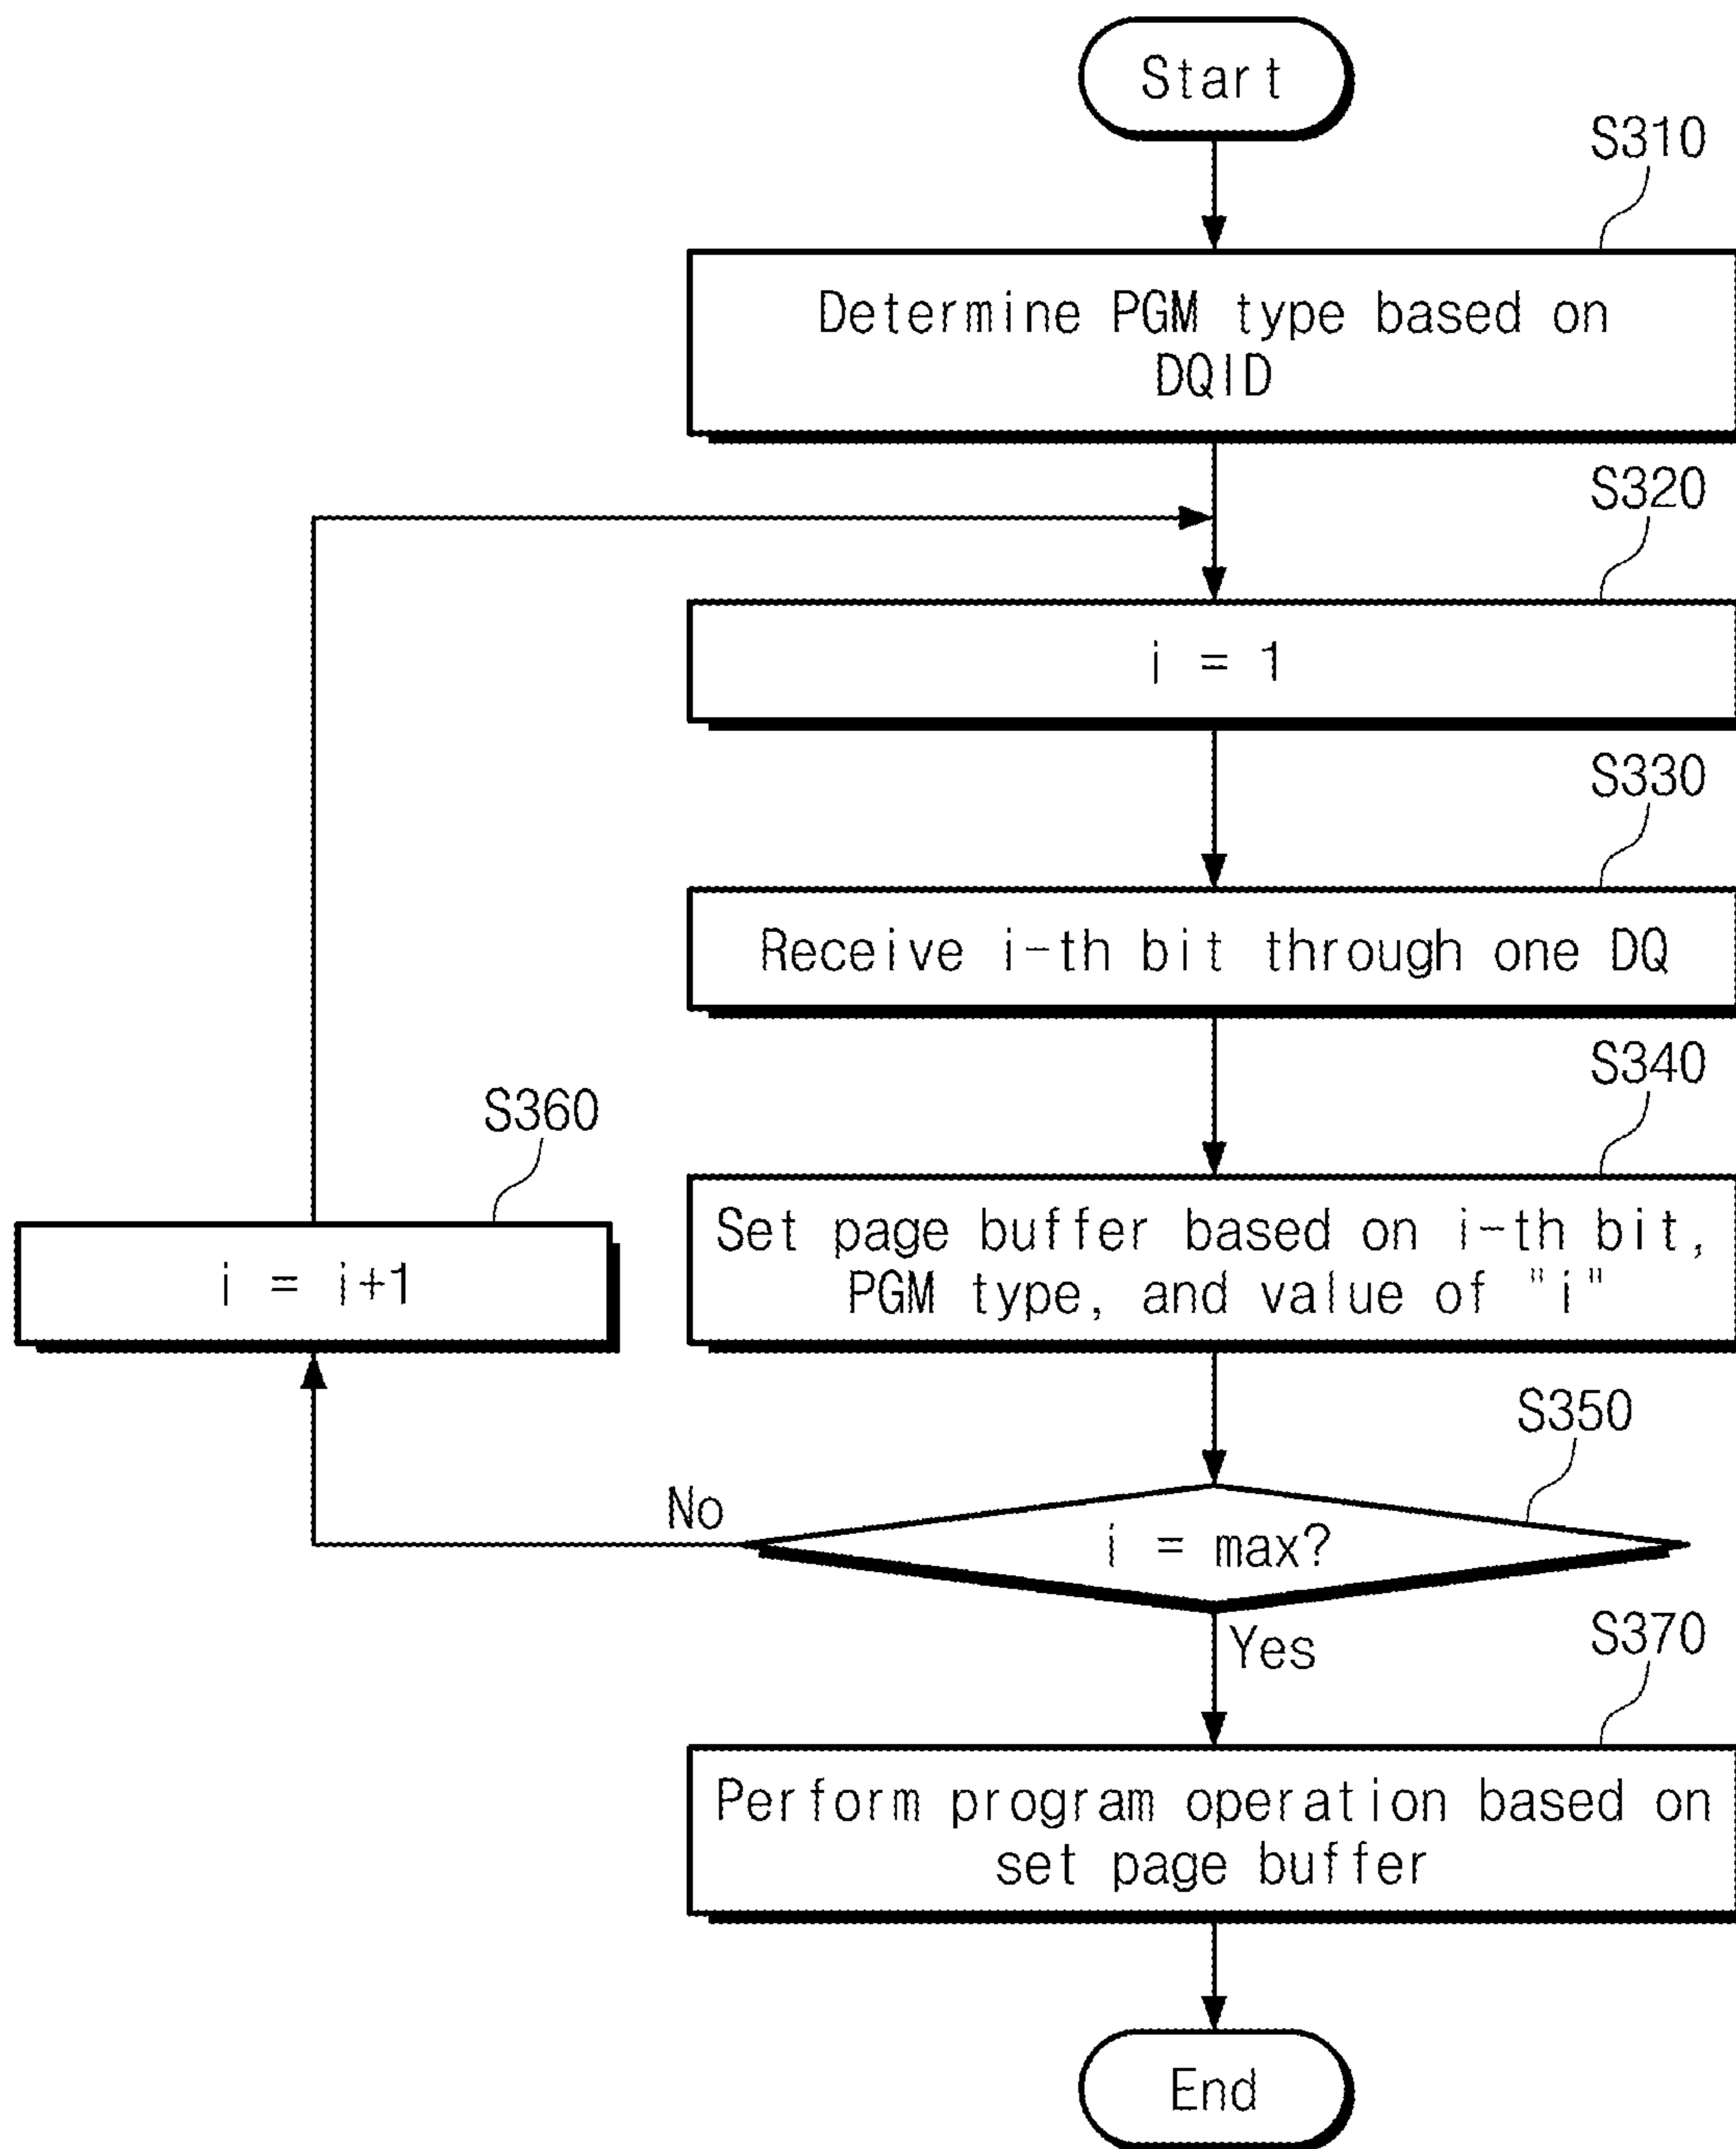 Start
S310
Determine PGM type based on
DQID
S320
i = 1
S330
Receive i-th bit through one DQ
S340
Set page buffer based on i-th bit,
PGM type, and value of "i"
S360
i = i+1
S350
i = max?
No
Yes
S370
Perform program operation based on
set page buffer
End